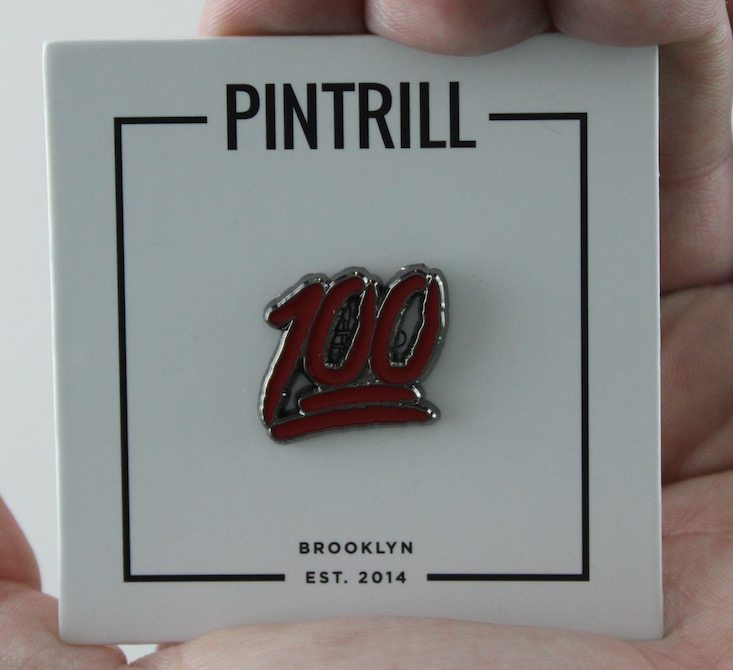 PINTRILL
100
BROOKLYN
EST. 2014